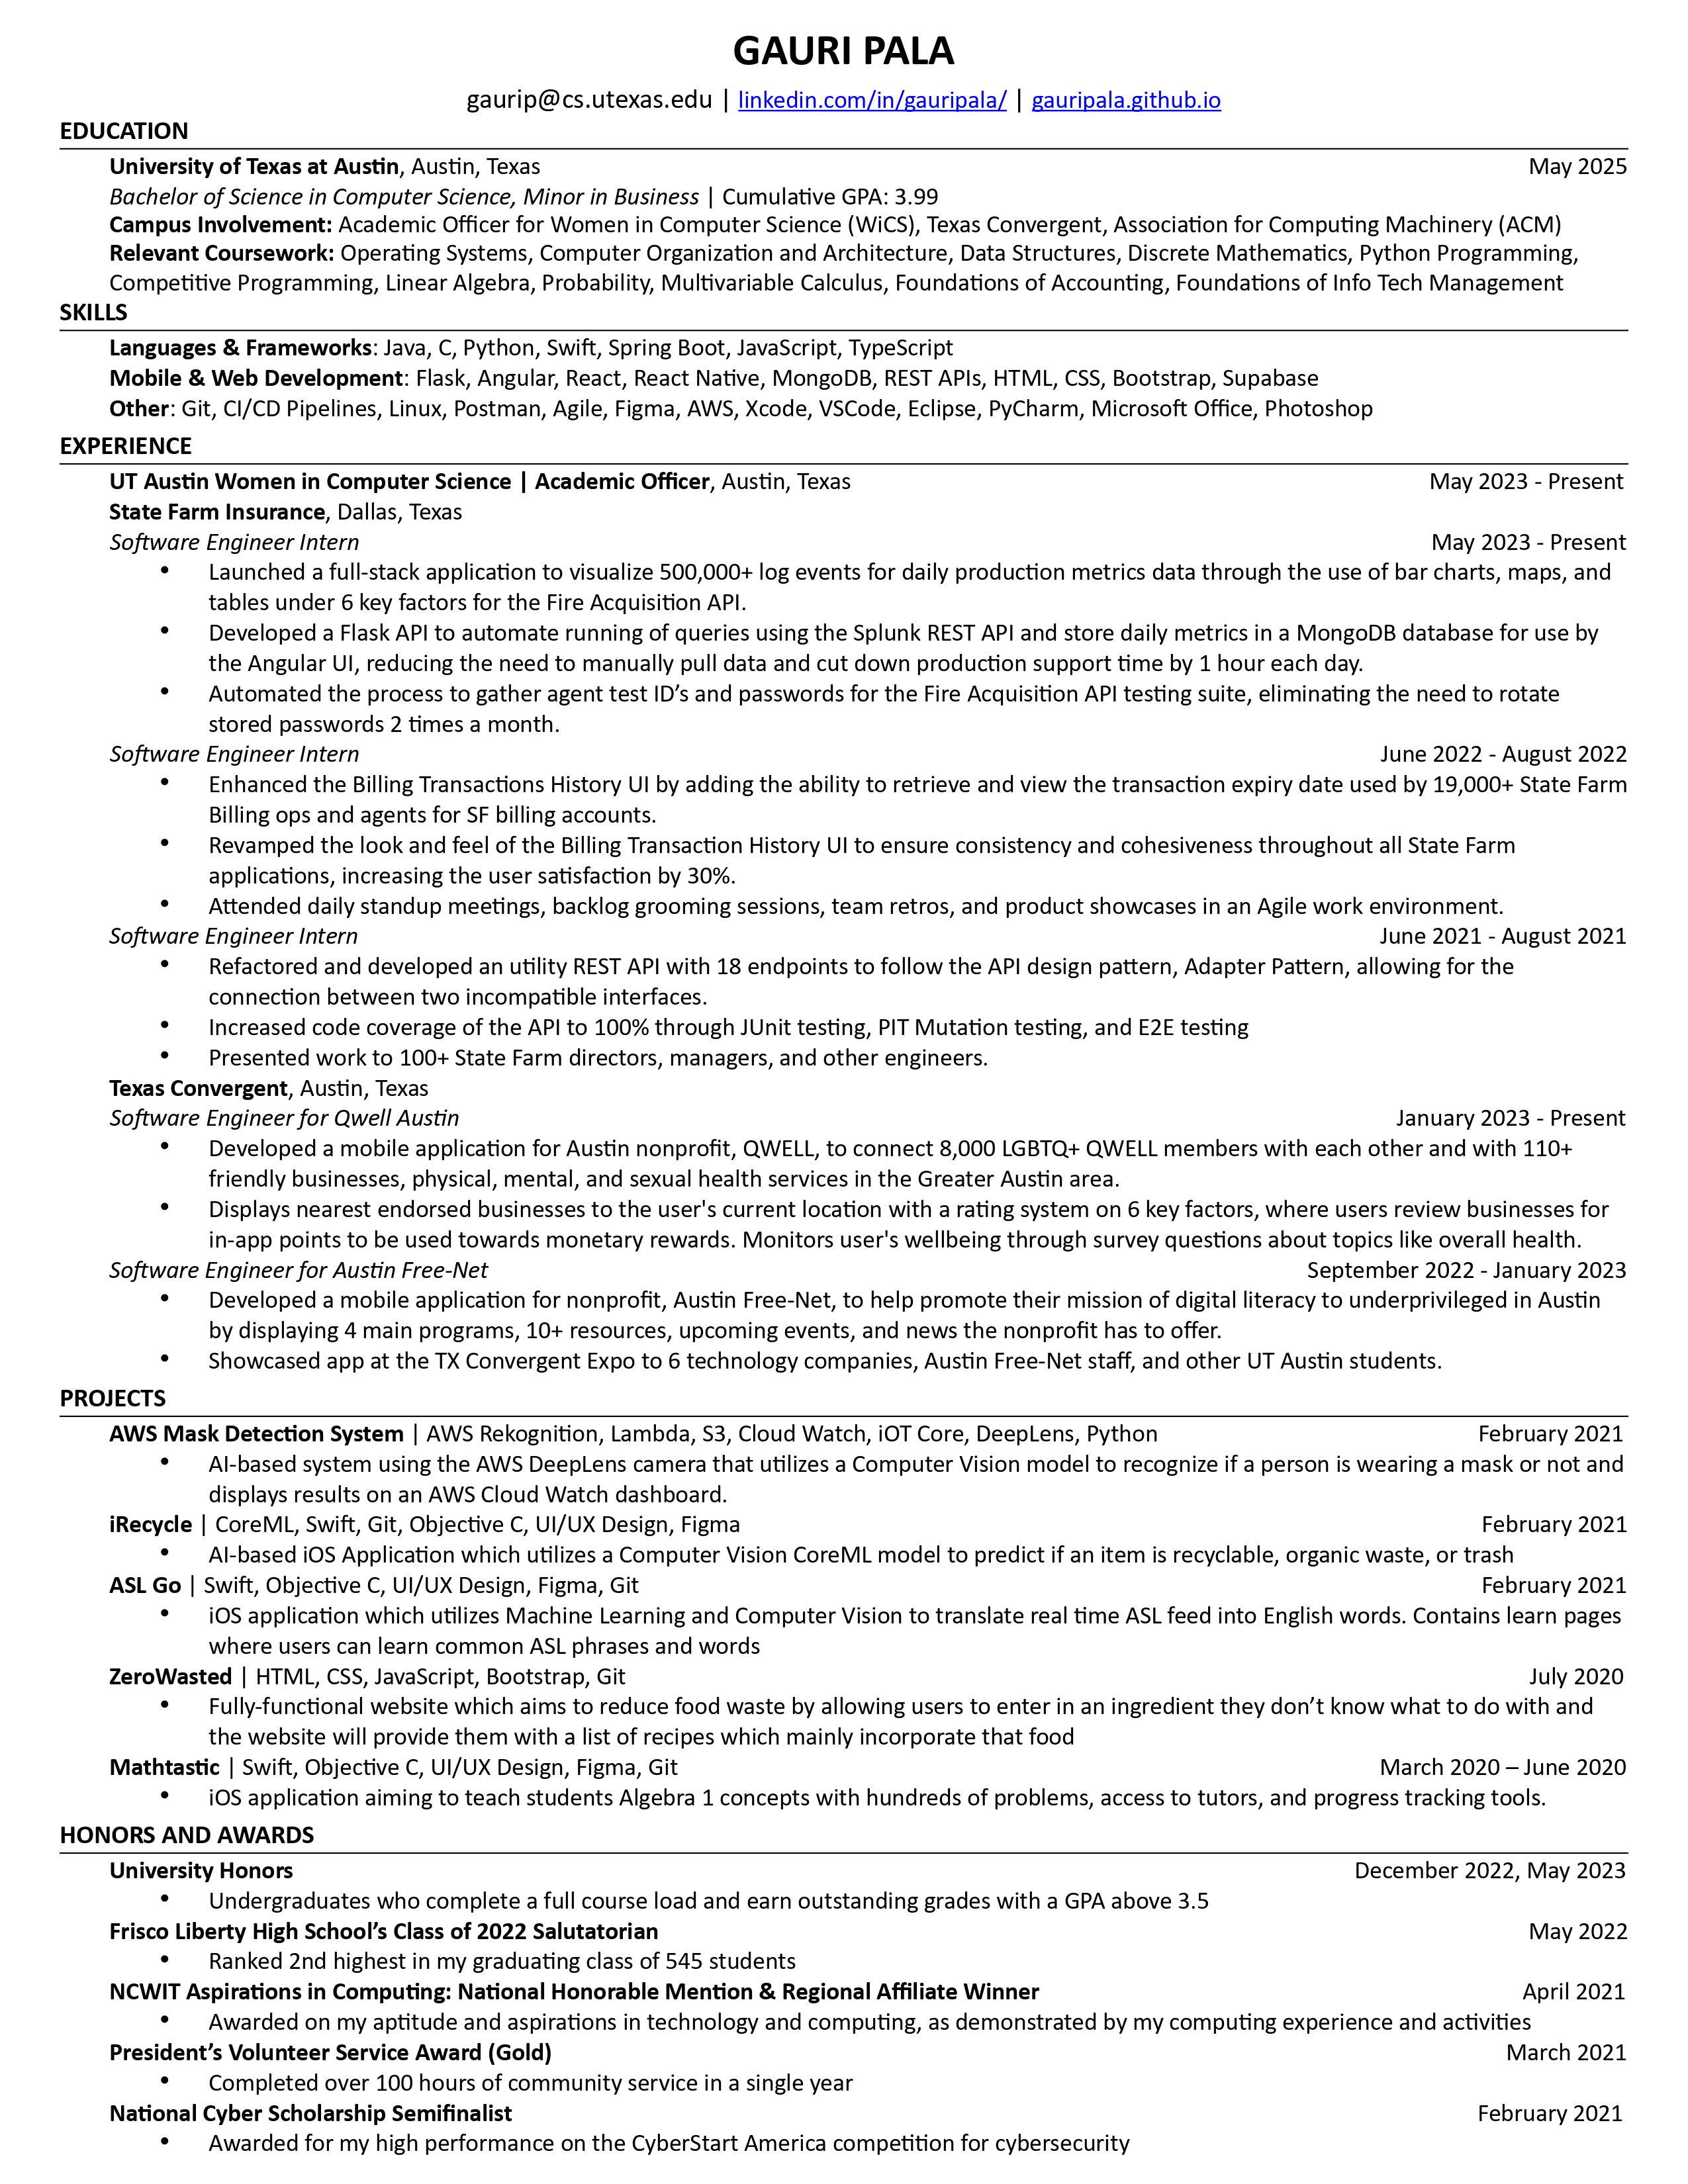 GAURI PALA
gaurip@cs.utexas.edu | linkedin.com/in/gauripala/ | gauripala.github.io
EDUCATION
University of Texas at Austin, Austin, Texas May 2025
Bachelor of Science in Computer Science, Minor in Business | Cumulative GPA: 3.99
Campus Involvement: Academic Officer for Women in Computer Science (WiCS), Texas Convergent, Association for Computing Machinery (ACM)
Relevant Coursework: Operating Systems, Computer Organization and Architecture, Data Structures, Discrete Mathematics, Python Programming,
Competitive Programming, Linear Algebra, Probability, Multivariable Calculus, Foundations of Accounting, Foundations of Info Tech Management
SKILLS
Languages & Frameworks: Java, C, Python, Swift, Spring Boot, JavaScript, TypeScript
Mobile & Web Development: Flask, Angular, React, React Native, MongoDB, REST APIs, HTML, CSS, Bootstrap, Supabase
Other: Git, CI/CD Pipelines, Linux, Postman, Agile, Figma, AWS, Xcode, VSCode, Eclipse, PyCharm, Microsoft Office, Photoshop
EXPERIENCE
UT Austin Women in Computer Science | Academic Officer, Austin, Texas May 2023 - Present
State Farm Insurance, Dallas, Texas
Software Engineer Intern May 2023 - Present
• Launched a full-stack application to visualize 500,000+ log events for daily production metrics data through the use of bar charts, maps, and
tables under 6 key factors for the Fire Acquisition API.
• Developed a Flask API to automate running of queries using the Splunk REST API and store daily metrics in a MongoDB database for use by
the Angular UI, reducing the need to manually pull data and cut down production support time by 1 hour each day.
• Automated the process to gather agent test ID’s and passwords for the Fire Acquisition API testing suite, eliminating the need to rotate
stored passwords 2 times a month.
Software Engineer Intern June 2022 - August 2022
• Enhanced the Billing Transactions History UI by adding the ability to retrieve and view the transaction expiry date used by 19,000+ State Farm
Billing ops and agents for SF billing accounts.
• Revamped the look and feel of the Billing Transaction History UI to ensure consistency and cohesiveness throughout all State Farm
applications, increasing the user satisfaction by 30%.
• Attended daily standup meetings, backlog grooming sessions, team retros, and product showcases in an Agile work environment.
Software Engineer Intern June 2021 - August 2021
• Refactored and developed an utility REST API with 18 endpoints to follow the API design pattern, Adapter Pattern, allowing for the
connection between two incompatible interfaces.
• Increased code coverage of the API to 100% through JUnit testing, PIT Mutation testing, and E2E testing
• Presented work to 100+ State Farm directors, managers, and other engineers.
Texas Convergent, Austin, Texas
Software Engineer for Qwell Austin January 2023 - Present
• Developed a mobile application for Austin nonprofit, QWELL, to connect 8,000 LGBTQ+ QWELL members with each other and with 110+
friendly businesses, physical, mental, and sexual health services in the Greater Austin area.
• Displays nearest endorsed businesses to the user's current location with a rating system on 6 key factors, where users review businesses for
in-app points to be used towards monetary rewards. Monitors user's wellbeing through survey questions about topics like overall health.
Software Engineer for Austin Free-Net September 2022 - January 2023
• Developed a mobile application for nonprofit, Austin Free-Net, to help promote their mission of digital literacy to underprivileged in Austin
by displaying 4 main programs, 10+ resources, upcoming events, and news the nonprofit has to offer.
• Showcased app at the TX Convergent Expo to 6 technology companies, Austin Free-Net staff, and other UT Austin students.
PROJECTS
AWS Mask Detection System | AWS Rekognition, Lambda, S3, Cloud Watch, iOT Core, DeepLens, Python February 2021
• AI-based system using the AWS DeepLens camera that utilizes a Computer Vision model to recognize if a person is wearing a mask or not and
displays results on an AWS Cloud Watch dashboard.
iRecycle | CoreML, Swift, Git, Objective C, UI/UX Design, Figma February 2021
• AI-based iOS Application which utilizes a Computer Vision CoreML model to predict if an item is recyclable, organic waste, or trash
ASL Go | Swift, Objective C, UI/UX Design, Figma, Git February 2021
• iOS application which utilizes Machine Learning and Computer Vision to translate real time ASL feed into English words. Contains learn pages
where users can learn common ASL phrases and words
ZeroWasted | HTML, CSS, JavaScript, Bootstrap, Git July 2020
• Fully-functional website which aims to reduce food waste by allowing users to enter in an ingredient they don’t know what to do with and
the website will provide them with a list of recipes which mainly incorporate that food
Mathtastic | Swift, Objective C, UI/UX Design, Figma, Git March 2020 – June 2020
• iOS application aiming to teach students Algebra 1 concepts with hundreds of problems, access to tutors, and progress tracking tools.
HONORS AND AWARDS
University Honors December 2022, May 2023
• Undergraduates who complete a full course load and earn outstanding grades with a GPA above 3.5
Frisco Liberty High School’s Class of 2022 Salutatorian May 2022
• Ranked 2nd highest in my graduating class of 545 students
NCWIT Aspirations in Computing: National Honorable Mention & Regional Affiliate Winner April 2021
• Awarded on my aptitude and aspirations in technology and computing, as demonstrated by my computing experience and activities
President’s Volunteer Service Award (Gold) March 2021
• Completed over 100 hours of community service in a single year
National Cyber Scholarship Semifinalist February 2021
• Awarded for my high performance on the CyberStart America competition for cybersecurity